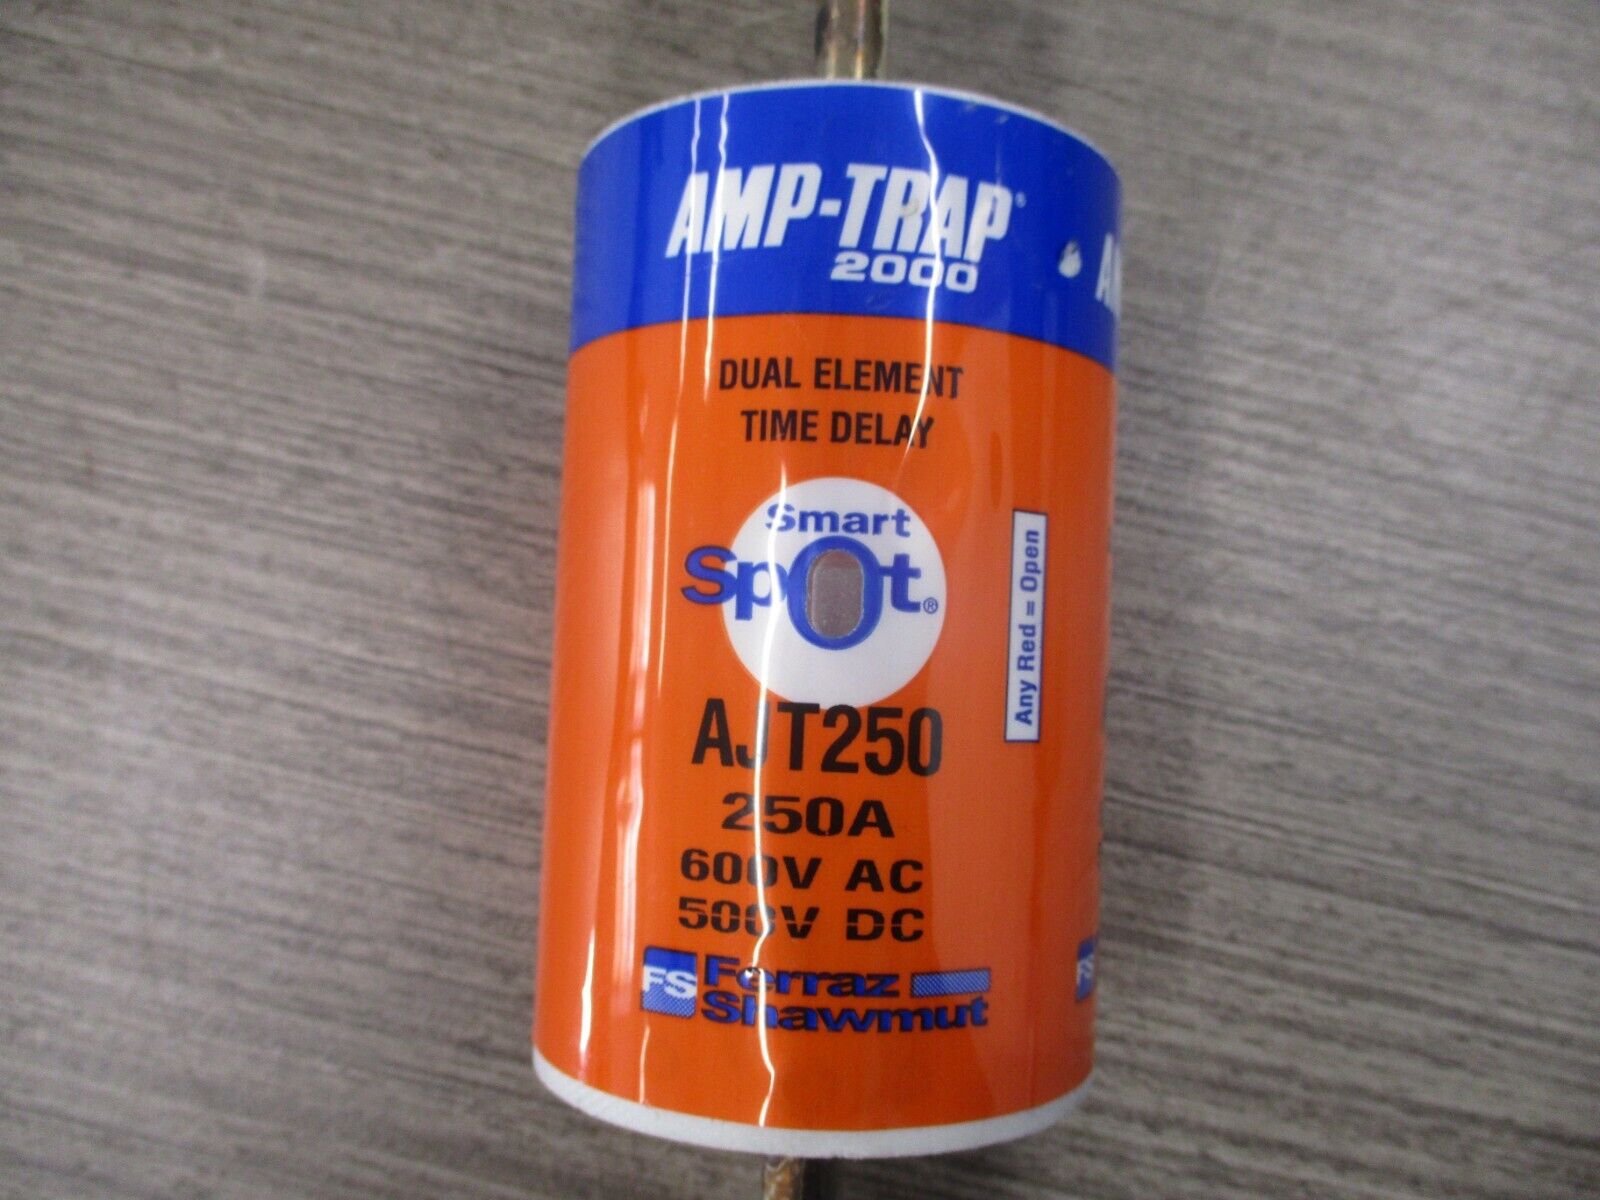 AMP-TRAP®
2000
DUAL ELEMENT
TIME DELAY
Smart
Spot®
Any Red = Open
AJT250
250A
600V AC
500V DC
FS Ferraz
Shawmut
FS